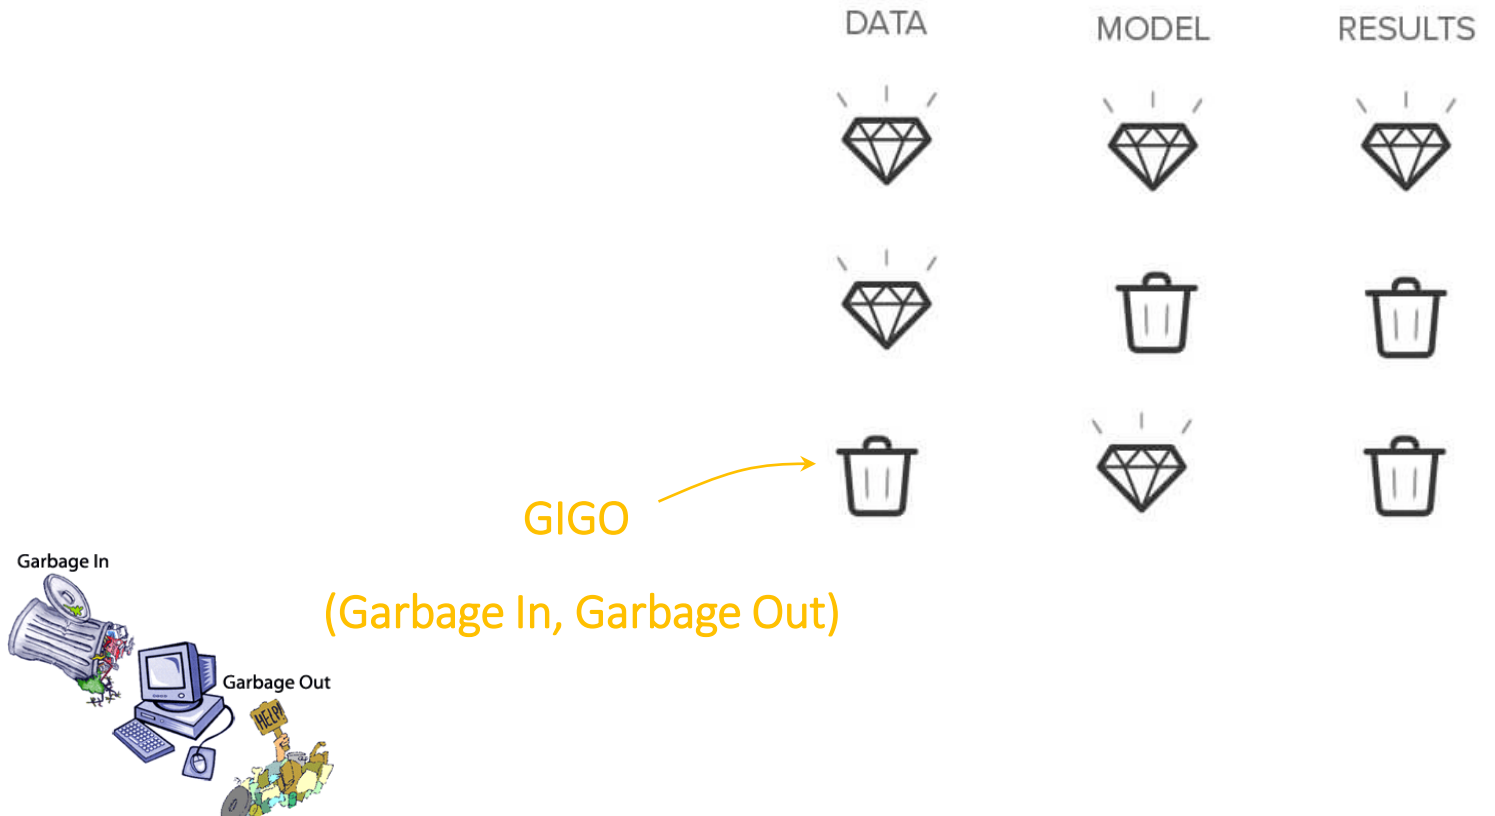 DATA MODEL RESULTS
GIGO
(Garbage In, Garbage Out)
Garbage In
Garbage Out
HELP!